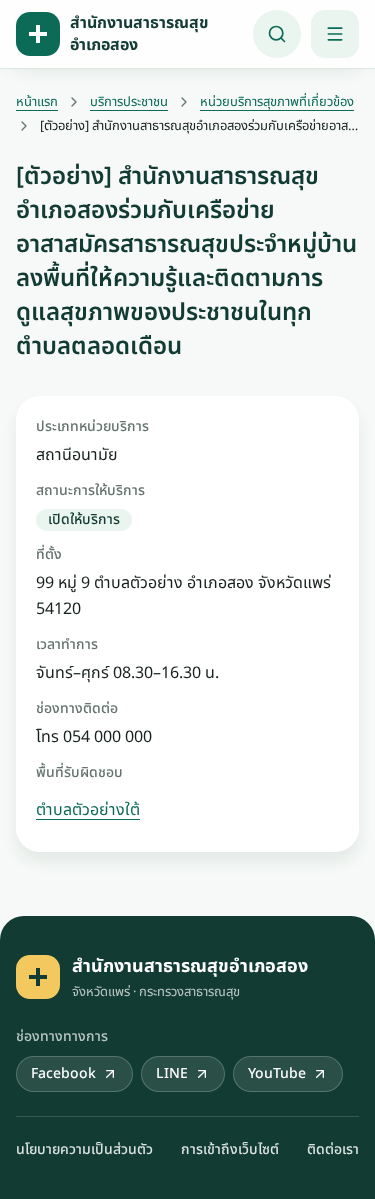 สำนักงานสาธารณสุข
อำเภอสอง
หน้าแรก
บริการประชาชน
หน่วยบริการสุขภาพที่เกี่ยวข้อง
[ตัวอย่าง] สำนักงานสาธารณสุขอำเภอสองร่วมกับเครือข่ายอาส...
[ตัวอย่าง] สำนักงานสาธารณสุข
อำเภอสองร่วมกับเครือข่าย
อาสาสมัครสาธารณสุขประจำหมู่บ้าน
ลงพื้นที่ให้ความรู้และติดตามการ
ดูแลสุขภาพของประชาชนในทุก
ตำบลตลอดเดือน
ประเภทหน่วยบริการ
สถานีอนามัย
สถานะการให้บริการ
เปิดให้บริการ
ที่ตั้ง
99 หมู่ 9 ตำบลตัวอย่าง อำเภอสอง จังหวัดแพร่
54120
เวลาทำการ
จันทร์–ศุกร์ 08.30–16.30 น.
ช่องทางติดต่อ
โทร 054 000 000
พื้นที่รับผิดชอบ
ตำบลตัวอย่างใต้
สำนักงานสาธารณสุขอำเภอสอง
จังหวัดแพร่ · กระทรวงสาธารณสุข
ช่องทางทางการ
Facebook
LINE
YouTube
นโยบายความเป็นส่วนตัว
การเข้าถึงเว็บไซต์
ติดต่อเรา